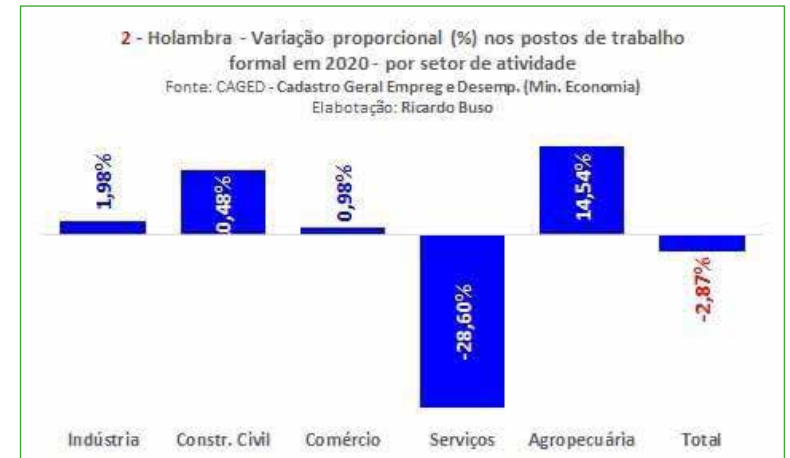 2 - Holambra - Variação proporcional (%) nos postos de trabalho
formal em 2020 - por setor de atividade
Fonte: CAGED - Cadastro Geral Empreg e Desemp. (Min. Economia)
Elabotação: Ricardo Buso
1,98%
0,48%
0,98%
-28,60%
14,54%
-2,87%
Indústria
Constr. Civil
Comércio
Serviços
Agropecuária
Total